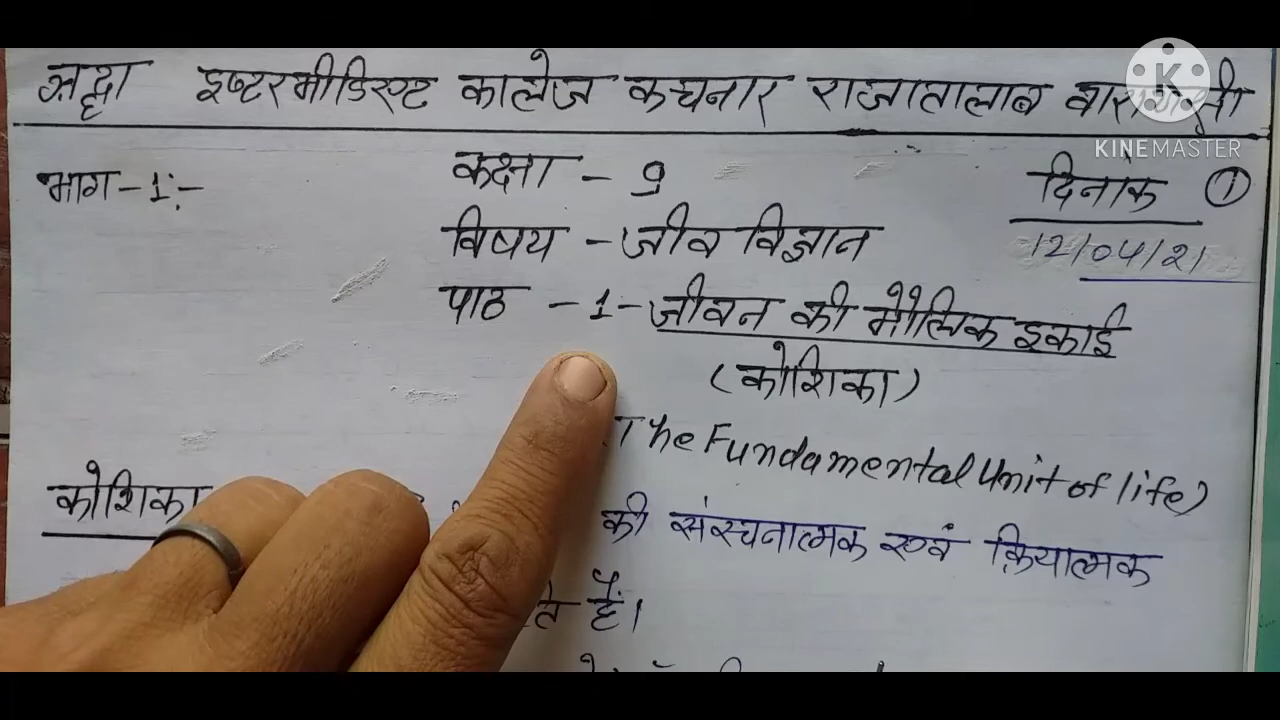 श्रद्धा इण्टरमीडिएट कालेज कचनार राजातालाब
KINEMASTER
भाग-1:-
कक्षा - 9
दिनांक ①
विषय - जीव विज्ञान
12/04/21
पाठ - 1 - जीवन की मौलिक इकाई
(कोशिका)
The Fundamental Unit of life)
कोशिका
की संरचनात्मक एवं क्रियात्मक
हैं।